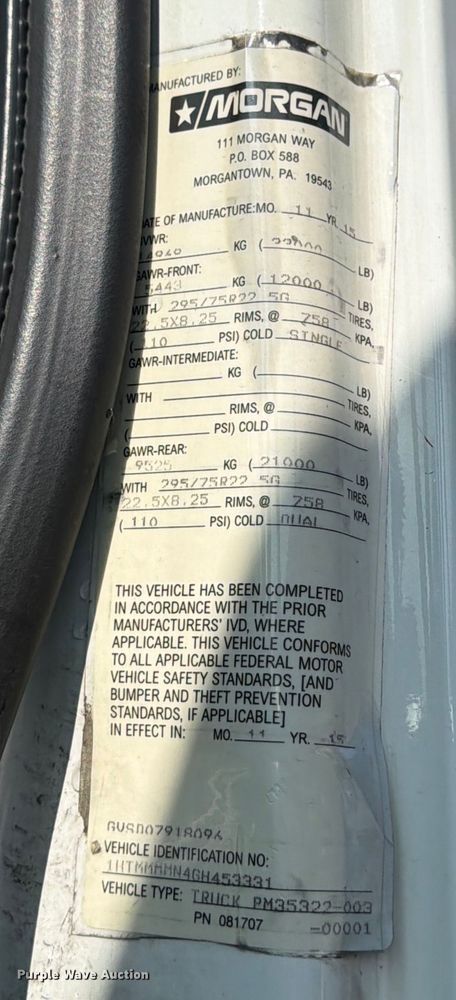 MANUFACTURED BY:
MORGAN
111 MORGAN WAY
P.O. BOX 588
MORGANTOWN, PA. 19543
DATE OF MANUFACTURE:MO. 11 YR. 15
GVWR:
KG ( LB)
GAWR-FRONT:
5443 KG ( 12000 LB)
WITH 295/75R22.5G TIRES,
22.5X8.25 RIMS, @ 758 KPA,
( 110 PSI) COLD SINGLE
GAWR-INTERMEDIATE:
KG ( LB)
WITH TIRES,
RIMS, @ KPA,
( PSI) COLD
GAWR-REAR:
9525 KG ( 21000 LB)
WITH 295/75R22.5G TIRES,
22.5X8.25 RIMS, @ 758 KPA,
( 110 PSI) COLD DUAL
THIS VEHICLE HAS BEEN COMPLETED
IN ACCORDANCE WITH THE PRIOR
MANUFACTURERS' IVD, WHERE
APPLICABLE. THIS VEHICLE CONFORMS
TO ALL APPLICABLE FEDERAL MOTOR
VEHICLE SAFETY STANDARDS, [AND
BUMPER AND THEFT PREVENTION
STANDARDS, IF APPLICABLE]
IN EFFECT IN: MO. 11 YR. 15
VEHICLE IDENTIFICATION NO:
1HTMMMMN4GH453331
VEHICLE TYPE: TRUCK PM35322-003
PN 081707 -00001
Purple Wave Auction